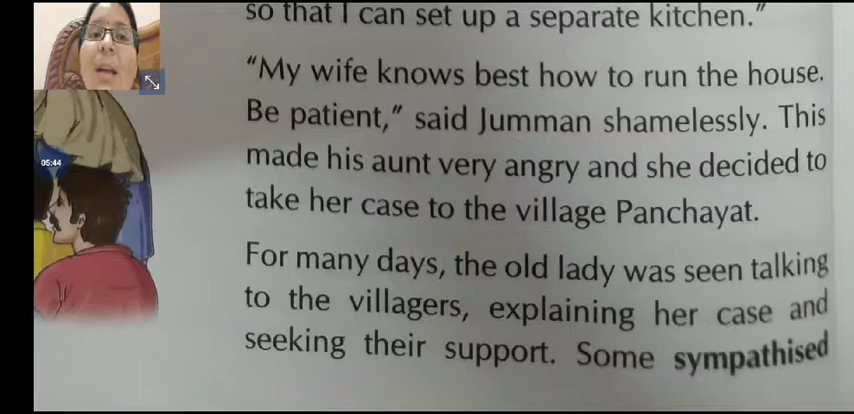 so that I can set up a separate kitchen."
"My wife knows best how to run the house.
Be patient," said Jumman shamelessly. This
made his aunt very angry and she decided to
take her case to the village Panchayat.
05:44
For many days, the old lady was seen talking
to the villagers, explaining her case and
seeking their support. Some sympathised